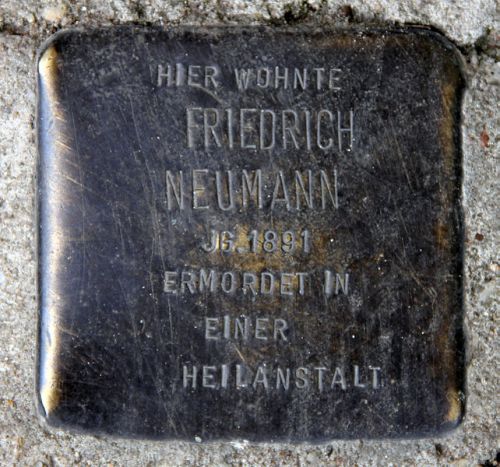 HIER WOHNTE
FRIEDRICH
NEUMANN
JG. 1891
ERMORDET IN
EINER
HEILANSTALT